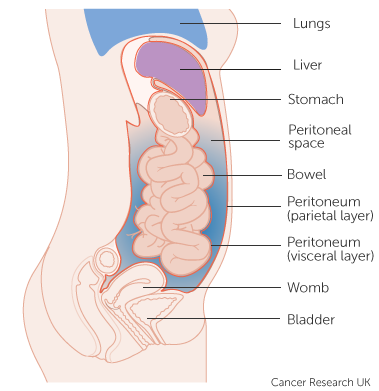 Lungs
Liver
Stomach
Peritoneal
space
Bowel
Peritoneum
(parietal layer)
Peritoneum
(visceral layer)
Womb
Bladder
Cancer Research UK